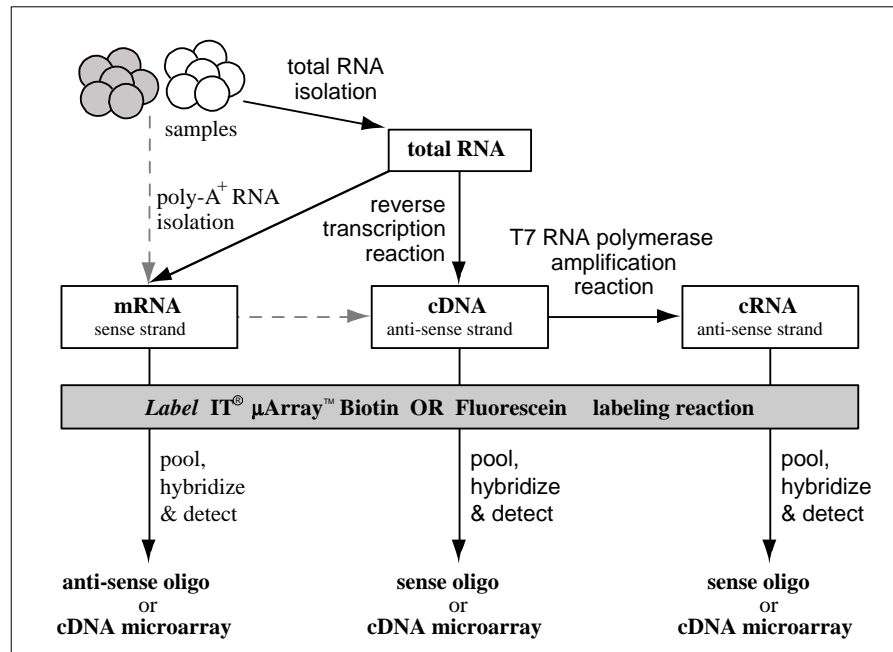 total RNA
isolation
samples
total RNA
poly-A+ RNA
isolation
reverse
transcription
reaction
T7 RNA polymerase
amplification
reaction
mRNA
sense strand
cDNA
anti-sense strand
cRNA
anti-sense strand
Label IT® µArray™ Biotin OR Fluorescein labeling reaction
pool,
hybridize
& detect
pool,
hybridize
& detect
pool,
hybridize
& detect
anti-sense oligo
or
cDNA microarray
sense oligo
or
cDNA microarray
sense oligo
or
cDNA microarray